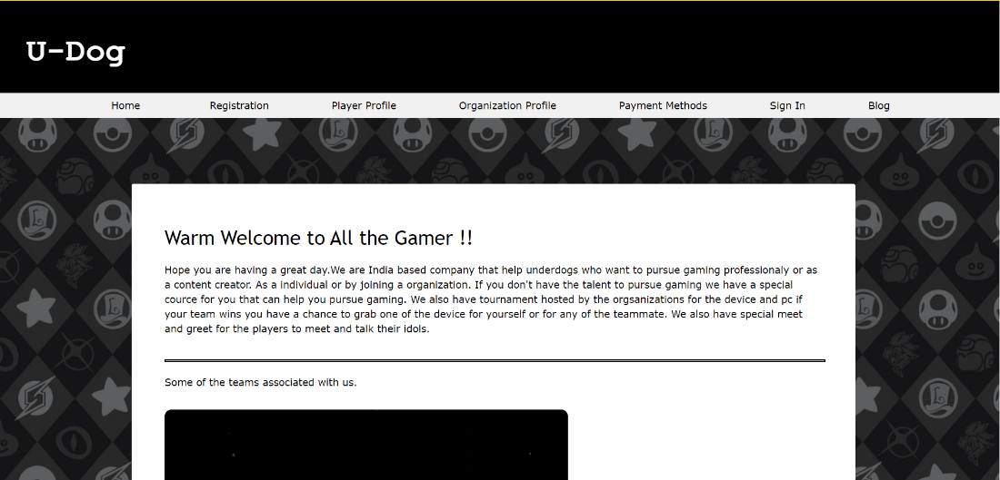 U-Dog
Home Registration Player Profile Organization Profile Payment Methods Sign In Blog
Warm Welcome to All the Gamer !!
Hope you are having a great day.We are India based company that help underdogs who want to pursue gaming professionaly or as
a content creator. As a individual or by joining a organization. If you don't have the talent to pursue gaming we have a special
cource for you that can help you pursue gaming. We also have tournament hosted by the orgsanizations for the device and pc if
your team wins you have a chance to grab one of the device for yourself or for any of the teammate. We also have special meet
and greet for the players to meet and talk their idols.
Some of the teams associated with us.